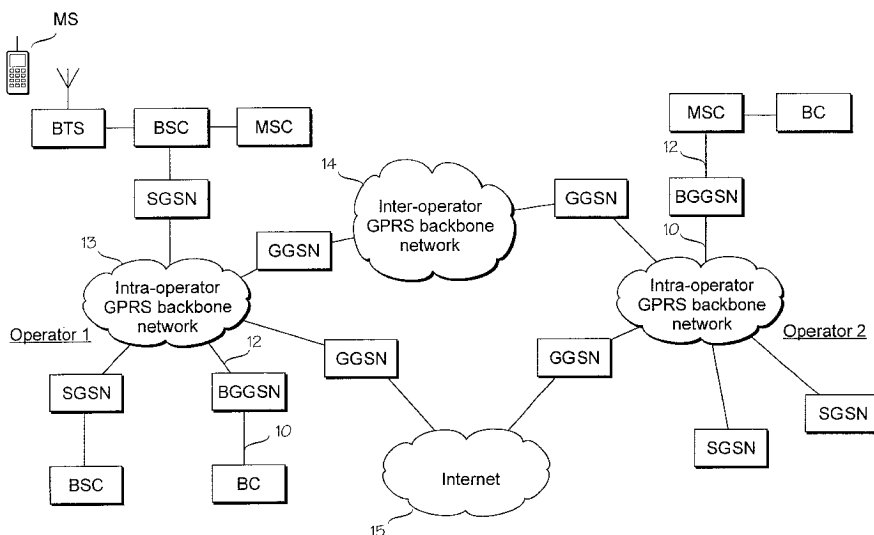 MS
BTS
BSC
MSC
MSC
BC
12
14
SGSN
Inter-operator
GPRS backbone
network
GGSN
BGGSN
13
GGSN
10
Intra-operator
GPRS backbone
network
Intra-operator
GPRS backbone
network
Operator 1
Operator 2
12
GGSN
GGSN
SGSN
BGGSN
SGSN
10
SGSN
BSC
BC
Internet
15